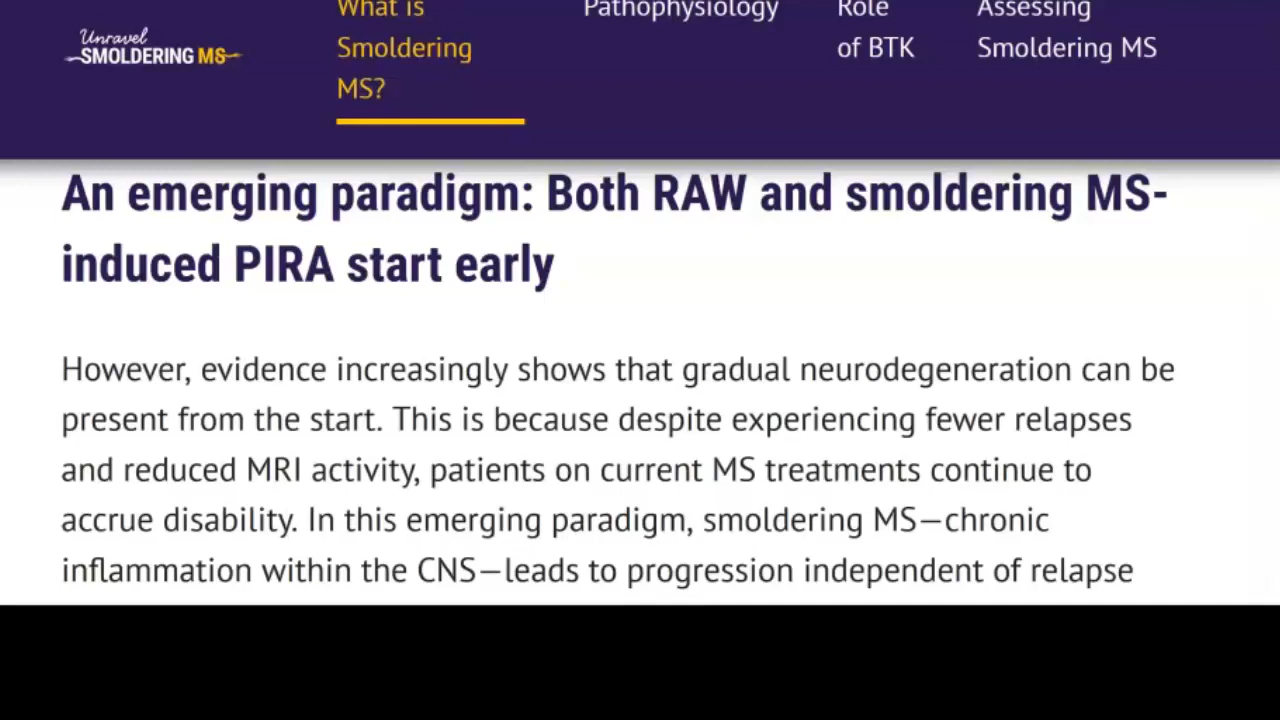 Unravel
SMOLDERING MS
What is
Smoldering
MS?
Pathophysiology
Role
of BTK
Assessing
Smoldering MS
An emerging paradigm: Both RAW and smoldering MS-
induced PIRA start early
However, evidence increasingly shows that gradual neurodegeneration can be
present from the start. This is because despite experiencing fewer relapses
and reduced MRI activity, patients on current MS treatments continue to
accrue disability. In this emerging paradigm, smoldering MS—chronic
inflammation within the CNS—leads to progression independent of relapse